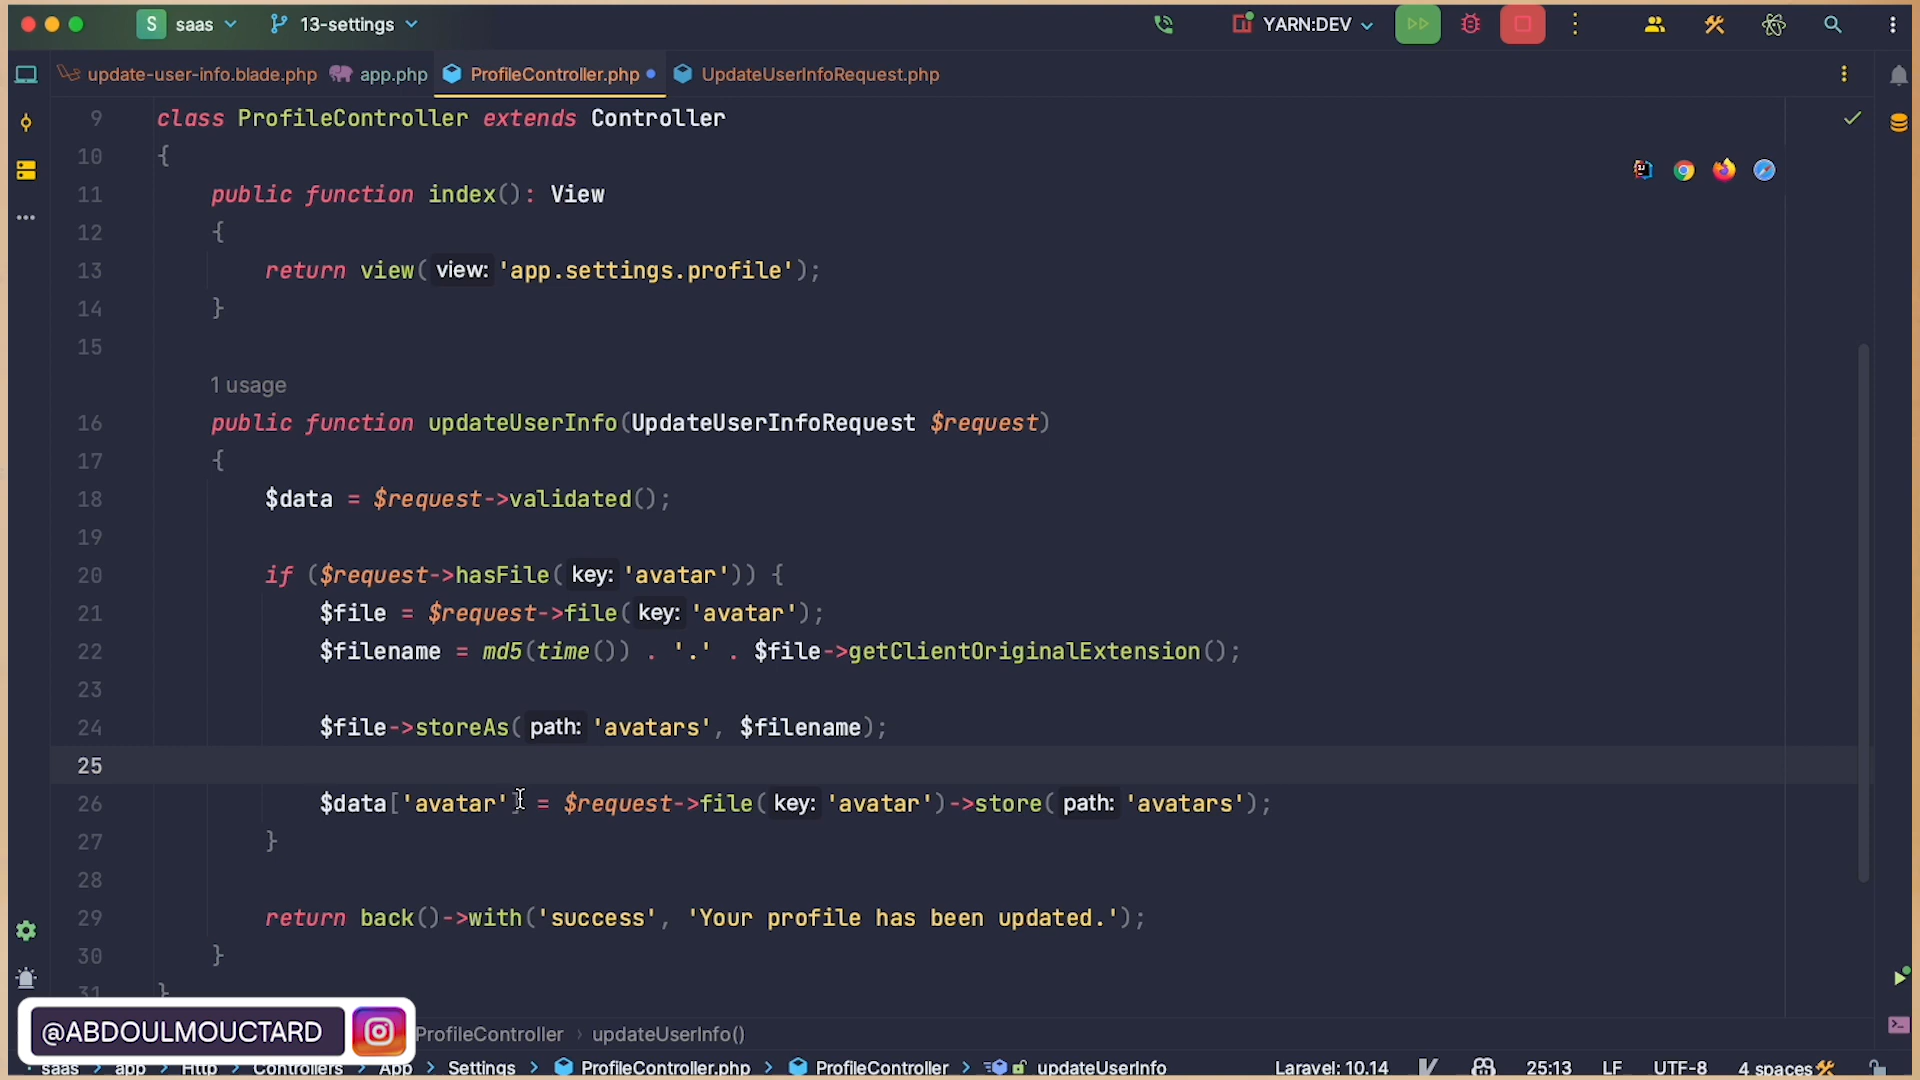 S saas 13-settings YARN:DEV
update-user-info.blade.php app.php ProfileController.php UpdateUserInfoRequest.php
9 class ProfileController extends Controller
10 {
11 public function index(): View
12 {
13 return view( view: 'app.settings.profile');
14 }
15
1 usage
16 public function updateUserInfo(UpdateUserInfoRequest $request)
17 {
18 $data = $request->validated();
19
20 if ($request->hasFile( key: 'avatar')) {
21 $file = $request->file( key: 'avatar');
22 $filename = md5(time()) . '.' . $file->getClientOriginalExtension();
23
24 $file->storeAs( path: 'avatars', $filename);
25
26 $data['avatar'] = $request->file( key: 'avatar')->store( path: 'avatars');
27 }
28
29 return back()->with('success', 'Your profile has been updated.');
30 }
31 }
@ABDOULMOUCTARD
ProfileController › updateUserInfo()
saas › app › Http › Controllers › App › Settings › ProfileController.php › ProfileController › updateUserInfo Laravel: 10.14 25:13 LF UTF-8 4 spaces